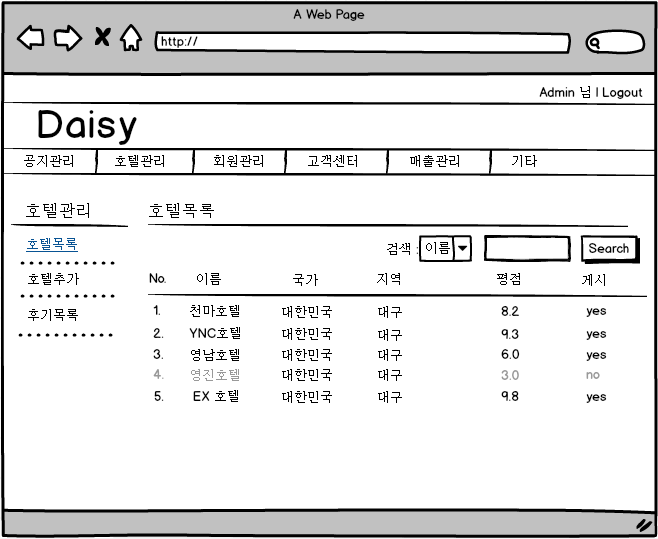 A Web Page
http://
Admin 님 | Logout
Daisy
공지관리 호텔관리 회원관리 고객센터 매출관리 기타
호텔관리
호텔목록
호텔추가
후기목록
호텔목록
검색 : 이름 Search
No. 이름 국가 지역 평점 게시
1. 천마호텔 대한민국 대구 8.2 yes
2. YNC호텔 대한민국 대구 9.3 yes
3. 영남호텔 대한민국 대구 6.0 yes
4. 영진호텔 대한민국 대구 3.0 no
5. EX 호텔 대한민국 대구 9.8 yes